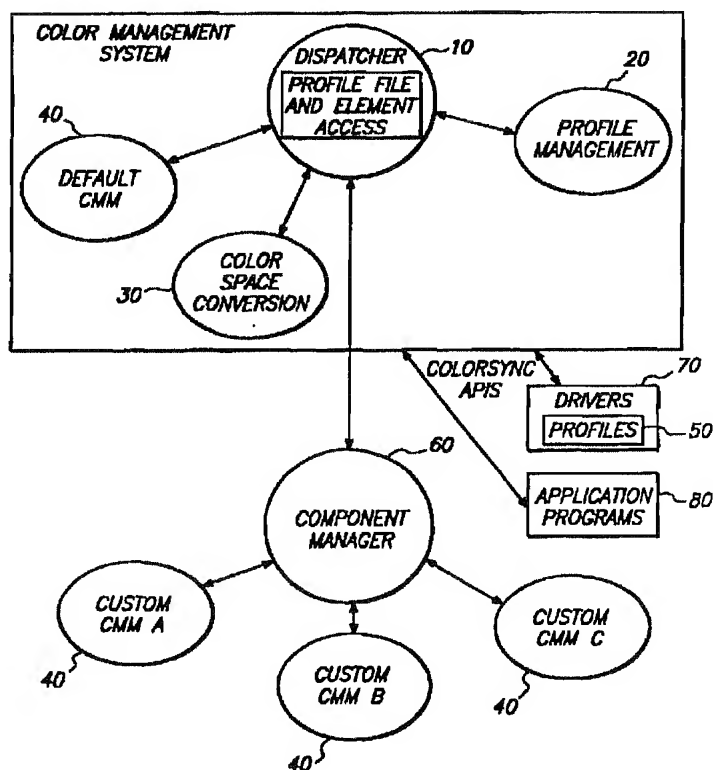 COLOR MANAGEMENT
SYSTEM
DISPATCHER
10
PROFILE FILE
AND ELEMENT
ACCESS
20
PROFILE
MANAGEMENT
40
DEFAULT
CMM
COLOR
SPACE
CONVERSION
30
COLORSYNC
APIS
70
DRIVERS
PROFILES
50
60
COMPONENT
MANAGER
APPLICATION
PROGRAMS
80
CUSTOM
CMM A
40
CUSTOM
CMM B
40
CUSTOM
CMM C
40